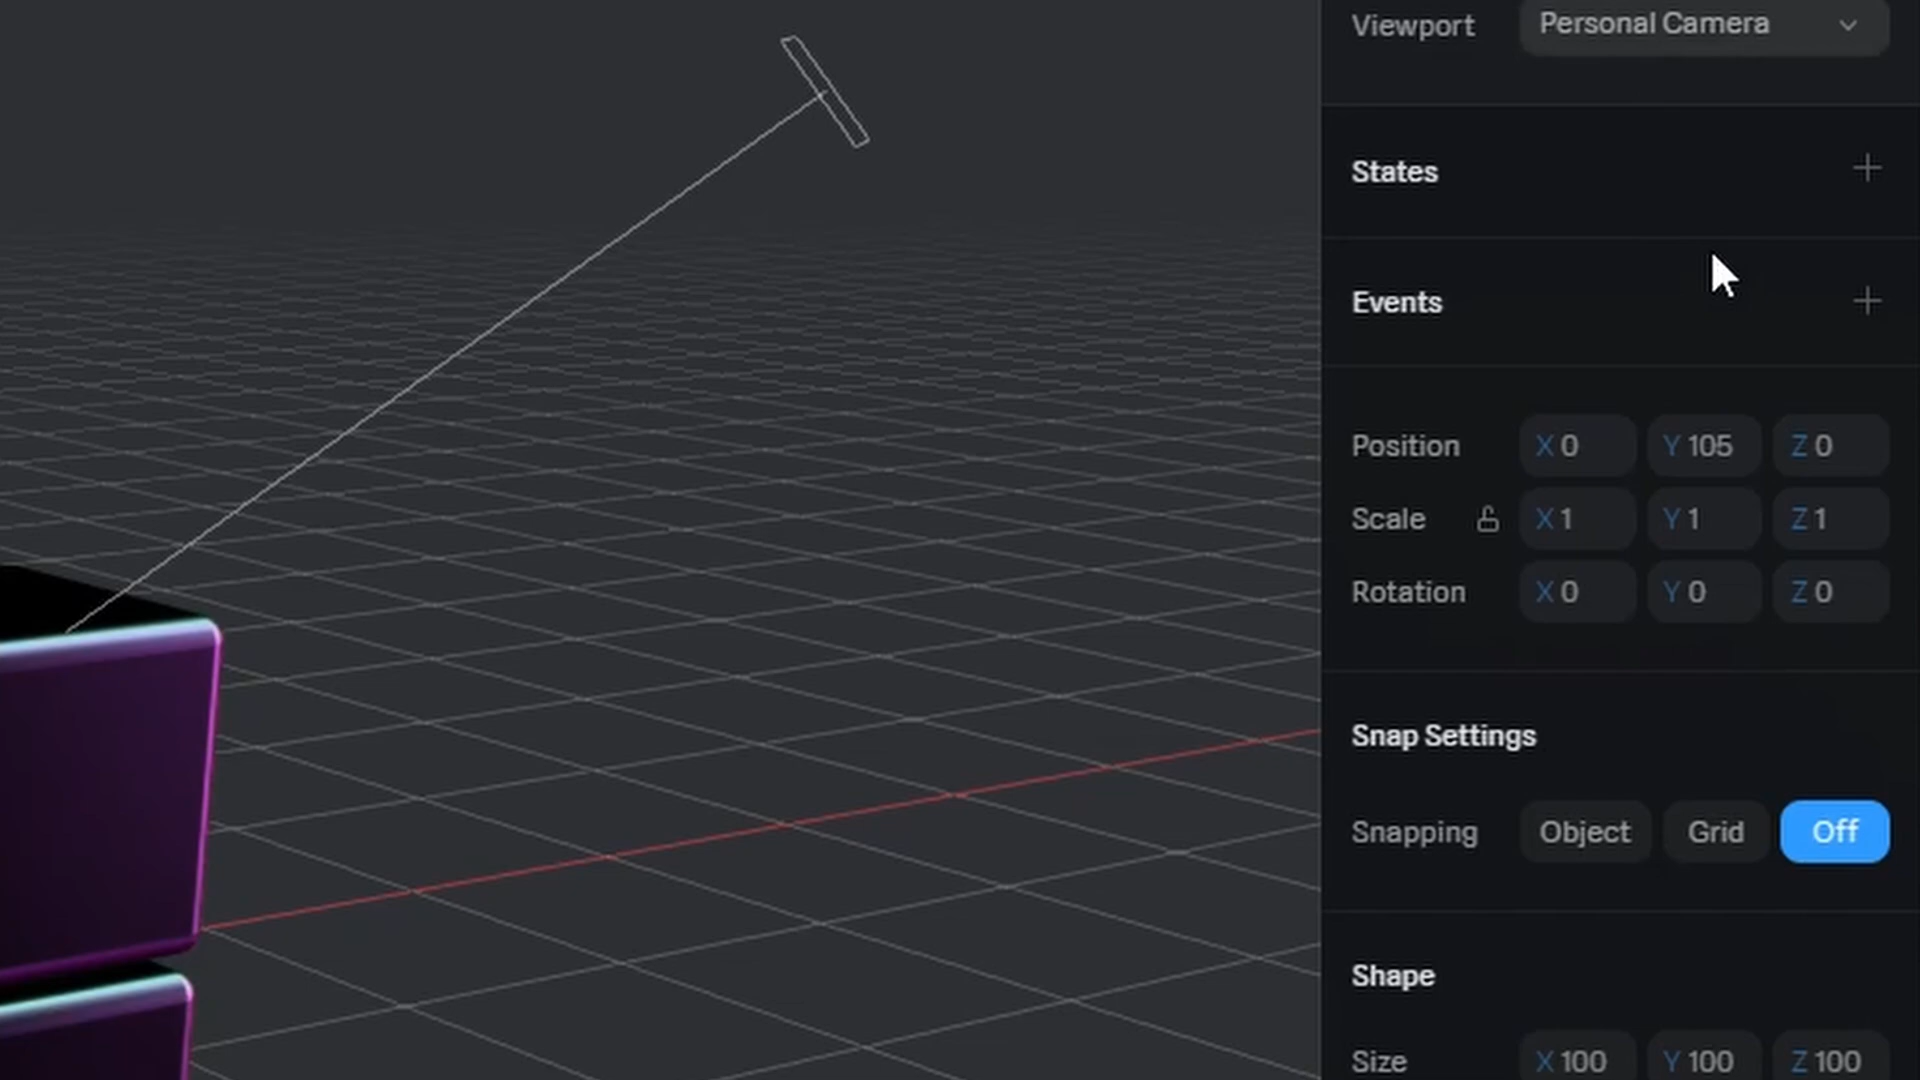 Viewport Personal Camera
States
Events
Position X 0 Y 105 Z 0
Scale X 1 Y 1 Z 1
Rotation X 0 Y 0 Z 0
Snap Settings
Snapping Object Grid Off
Shape
Size X 100 Y 100 Z 100